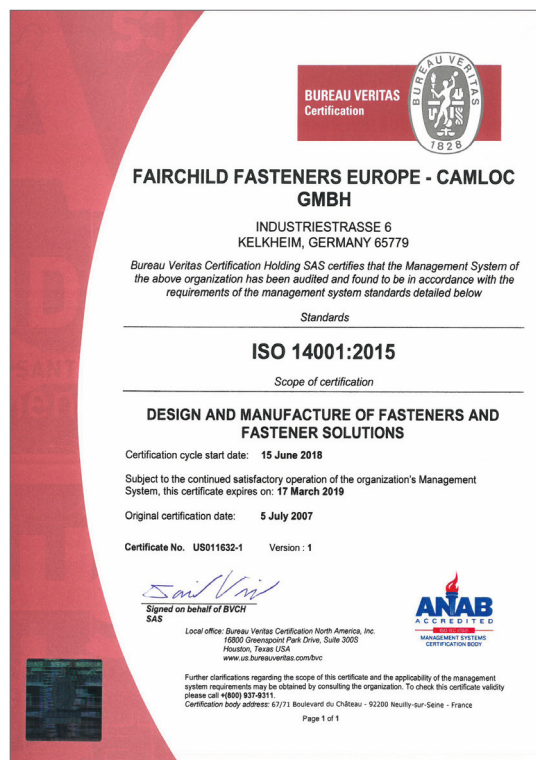 BUREAU VERITAS
Certification
BUREAU VERITAS
1828
FAIRCHILD FASTENERS EUROPE - CAMLOC
GMBH
INDUSTRIESTRASSE 6
KELKHEIM, GERMANY 65779
Bureau Veritas Certification Holding SAS certifies that the Management System of
the above organization has been audited and found to be in accordance with the
requirements of the management system standards detailed below
Standards
ISO 14001:2015
Scope of certification
DESIGN AND MANUFACTURE OF FASTENERS AND
FASTENER SOLUTIONS
Certification cycle start date: 15 June 2018
Subject to the continued satisfactory operation of the organization's Management
System, this certificate expires on: 17 March 2019
Original certification date: 5 July 2007
Certificate No. US011632-1 Version : 1
Signed on behalf of BVCH
SAS
ANAB
ACCREDITED
MANAGEMENT SYSTEMS
CERTIFICATION BODY
Local office: Bureau Veritas Certification North America, Inc.
16800 Greenspoint Park Drive, Suite 300S
Houston, Texas USA
www.us.bureauveritas.com/bvc
Further clarifications regarding the scope of this certificate and the applicability of the management
system requirements may be obtained by consulting the organization. To check this certificate validity
please call +(800) 937-9311.
Certification body address: 67/71 Boulevard du Château - 92200 Neuilly-sur-Seine - France
Page 1 of 1